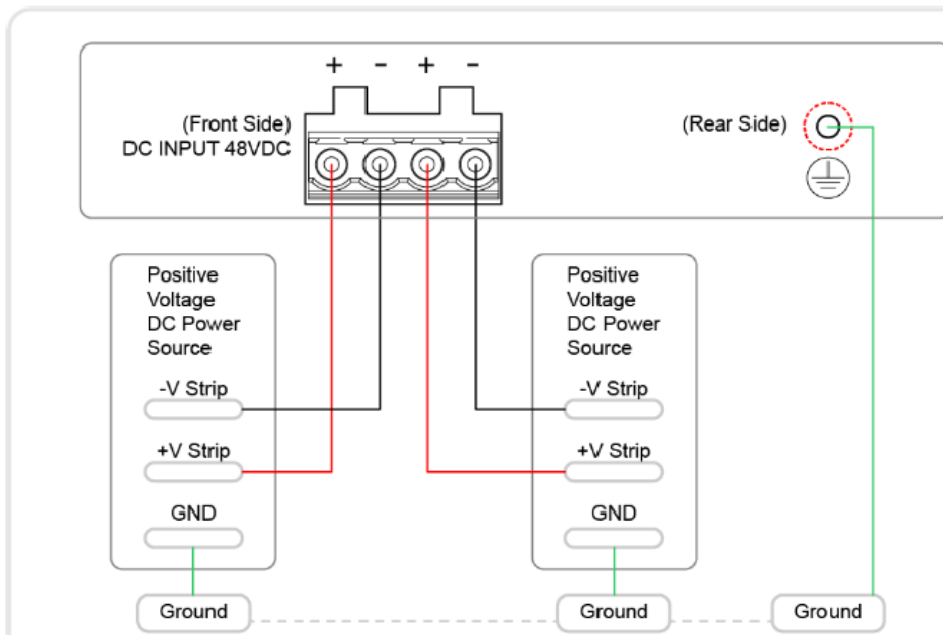 + - + -
(Front Side)
DC INPUT 48VDC
(Rear Side)
Positive
Voltage
DC Power
Source
-V Strip
+V Strip
GND
Positive
Voltage
DC Power
Source
-V Strip
+V Strip
GND
Ground
Ground
Ground